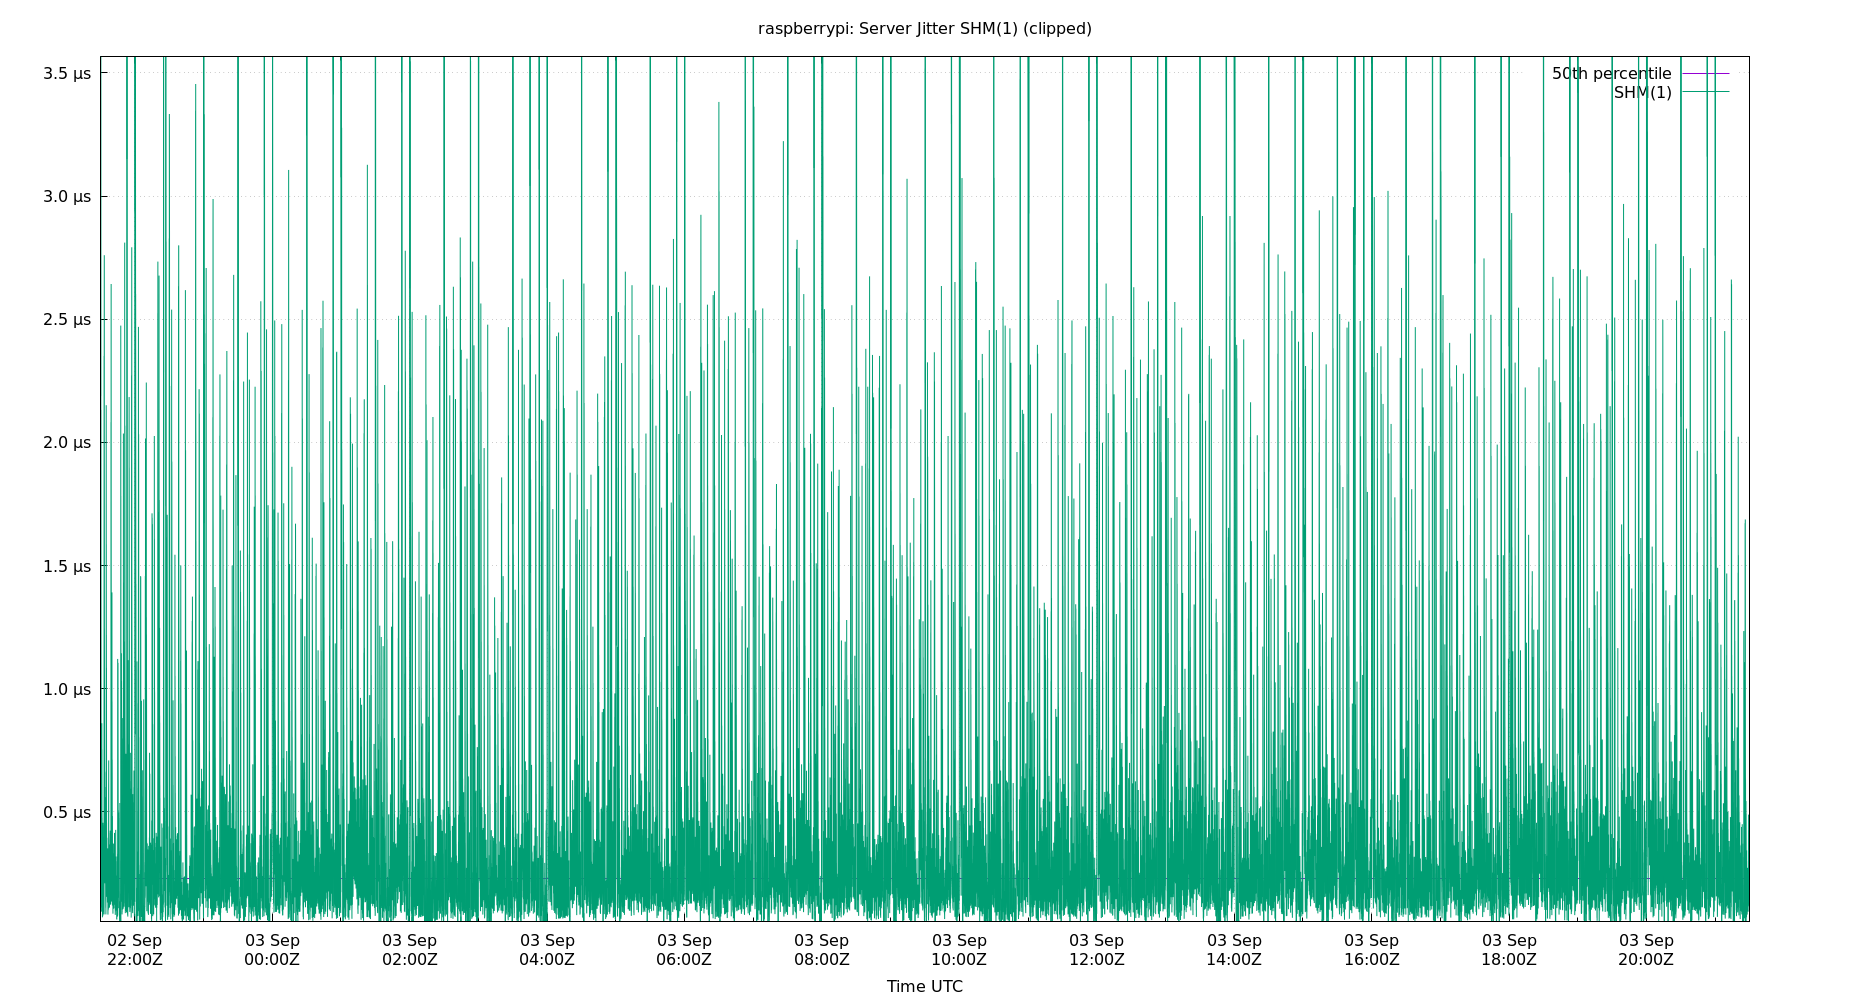 raspberrypi: Server Jitter SHM(1) (clipped)
3.5 µs
3.0 µs
2.5 µs
2.0 µs
1.5 µs
1.0 µs
0.5 µs
50th percentile
SHM(1)
02 Sep 03 Sep 03 Sep 03 Sep 03 Sep 03 Sep 03 Sep 03 Sep 03 Sep 03 Sep 03 Sep 03 Sep
22:00Z 00:00Z 02:00Z 04:00Z 06:00Z 08:00Z 10:00Z 12:00Z 14:00Z 16:00Z 18:00Z 20:00Z
Time UTC